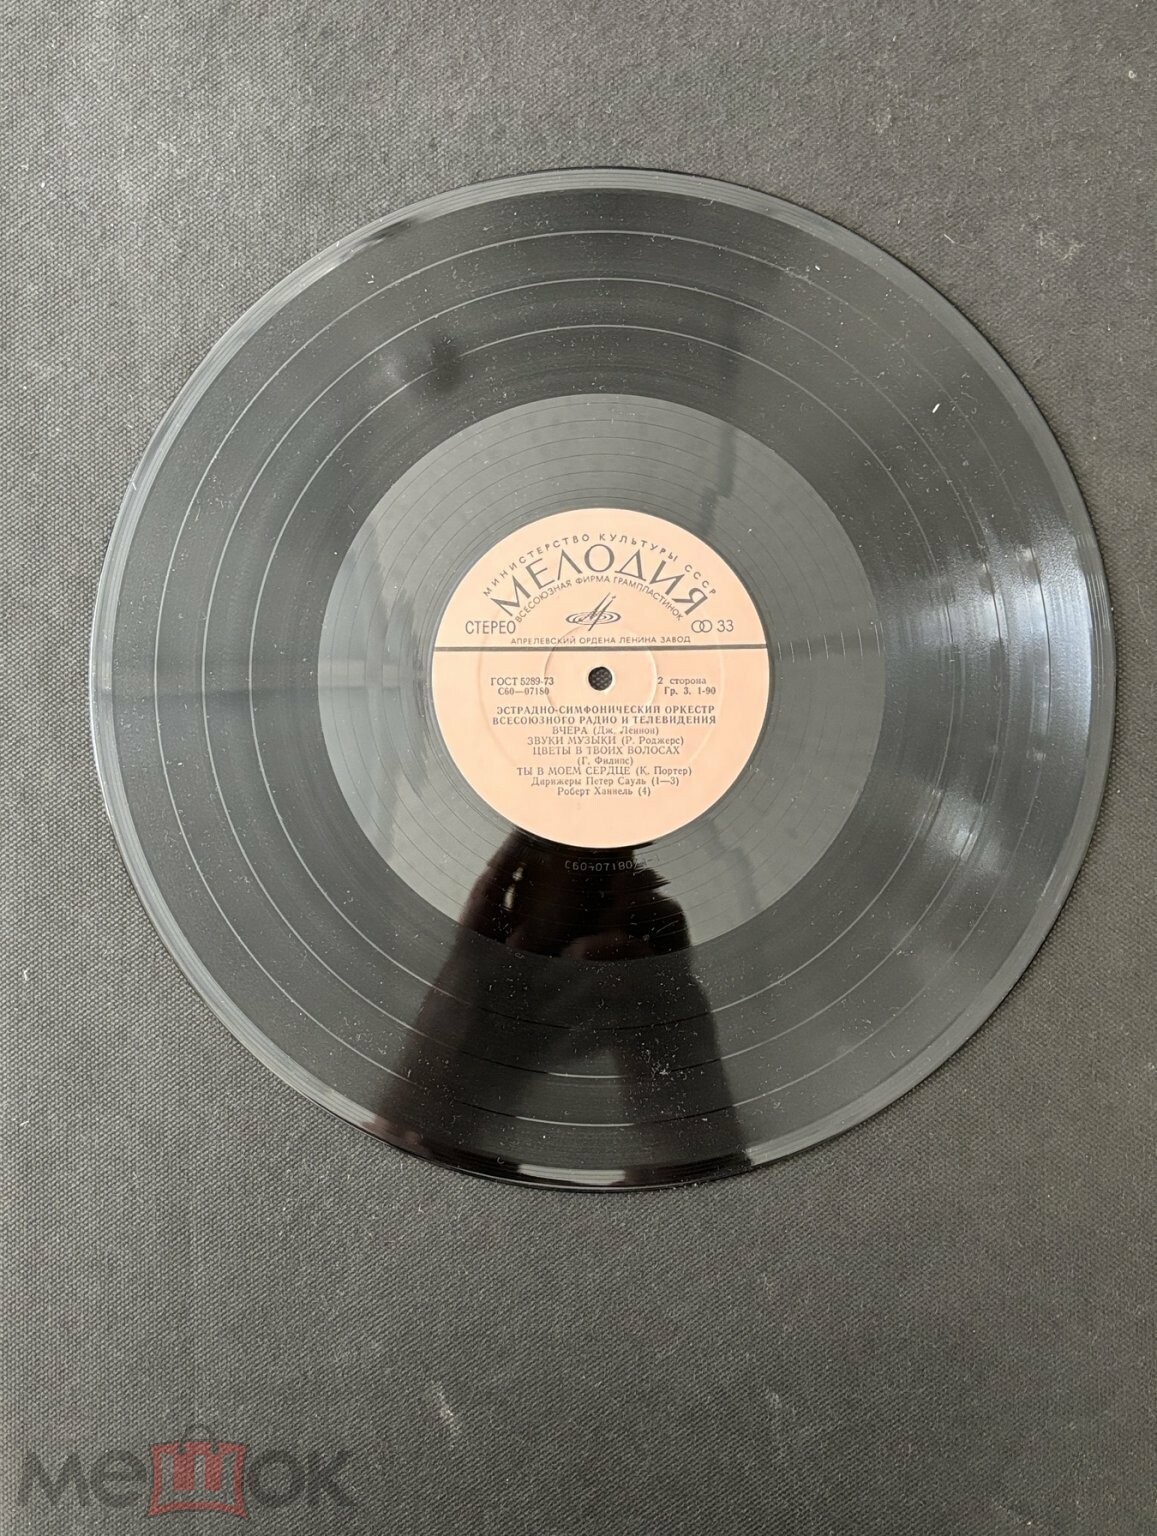 МИНИСТЕРСТВО КУЛЬТУРЫ СССР
МЕЛОДИЯ
ВСЕСОЮЗНАЯ ФИРМА ГРАМПЛАСТИНОК
СТЕРЕО 33
АПРЕЛЕВСКИЙ ОРДЕНА ЛЕНИНА ЗАВОД
ГОСТ 5289-73 2 сторона
С60—07180 Гр. 3. 1-90
ЭСТРАДНО-СИМФОНИЧЕСКИЙ ОРКЕСТР
ВСЕСОЮЗНОГО РАДИО И ТЕЛЕВИДЕНИЯ
ВЧЕРА (Дж. Леннон)
ЗВУКИ МУЗЫКИ (Р. Роджерс)
ЦВЕТЫ В ТВОИХ ВОЛОСАХ
(Г. Филипс)
ТЫ В МОЕМ СЕРДЦЕ (К. Портер)
Дирижеры Петер Сауль (1—3)
Роберт Ханнель (4)
С60-07180
мешок